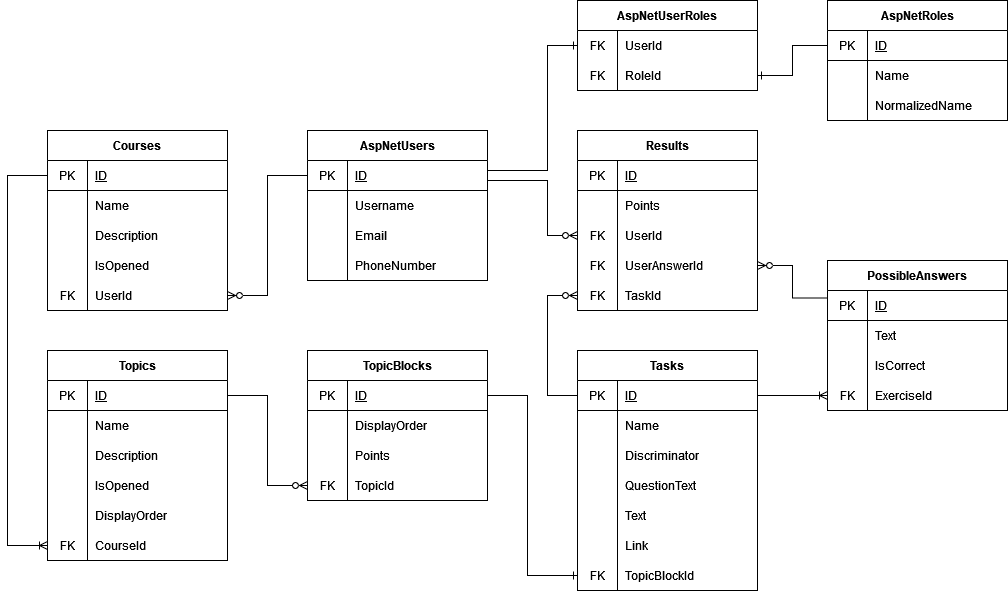 AspNetUserRoles
FK UserId
FK RoleId
AspNetRoles
PK ID
Name
NormalizedName
Courses
PK ID
Name
Description
IsOpened
FK UserId
AspNetUsers
PK ID
Username
Email
PhoneNumber
Results
PK ID
Points
FK UserId
FK UserAnswerId
FK TaskId
PossibleAnswers
PK ID
Text
IsCorrect
FK ExerciseId
Topics
PK ID
Name
Description
IsOpened
DisplayOrder
FK CourseId
TopicBlocks
PK ID
DisplayOrder
Points
FK TopicId
Tasks
PK ID
Name
Discriminator
QuestionText
Text
Link
FK TopicBlockId